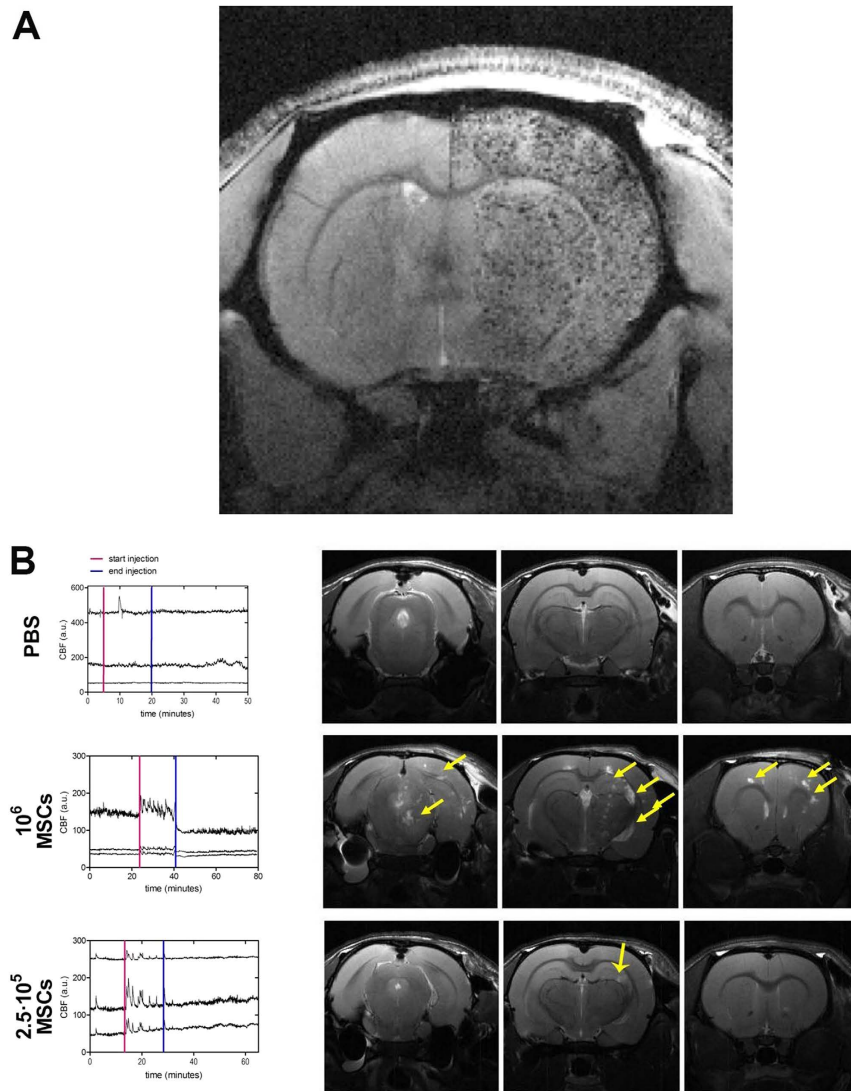 A
B
start injection
end injection
PBS
CBF (a.u.)
600
400
200
0
0
10
20
30
40
50
time (minutes)
10⁶
MSCs
CBF (a.u.)
300
200
100
0
0
20
40
60
80
time (minutes)
2.5·10⁵
MSCs
CBF (a.u.)
300
200
100
0
0
20
40
60
time (minutes)